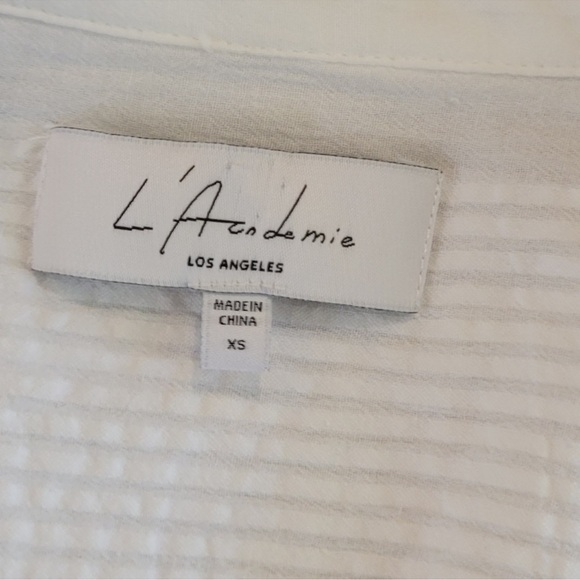 L'Academie
LOS ANGELES
MADE IN
CHINA
XS